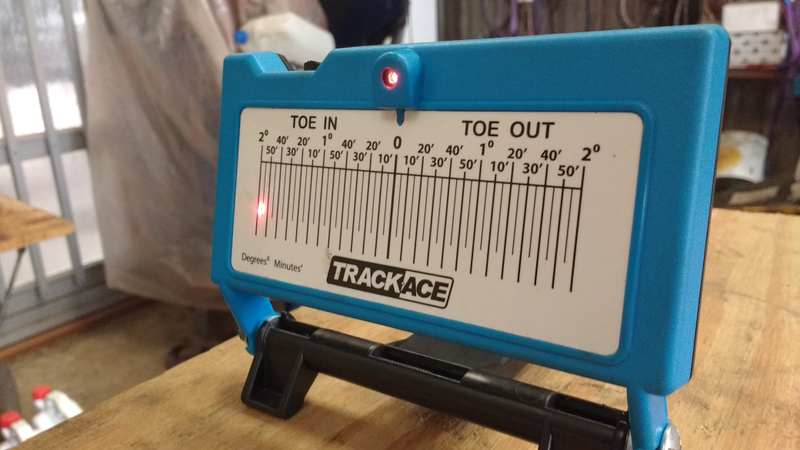 TOE IN TOE OUT
2° 40′ 20′ 1° 40′ 20′ 0 20′ 40′ 1° 20′ 40′ 2°
50′ 30′ 10′ 50′ 30′ 10′ 10′ 30′ 50′ 10′ 30′ 50′
Degrees° Minutes′
TRACKACE